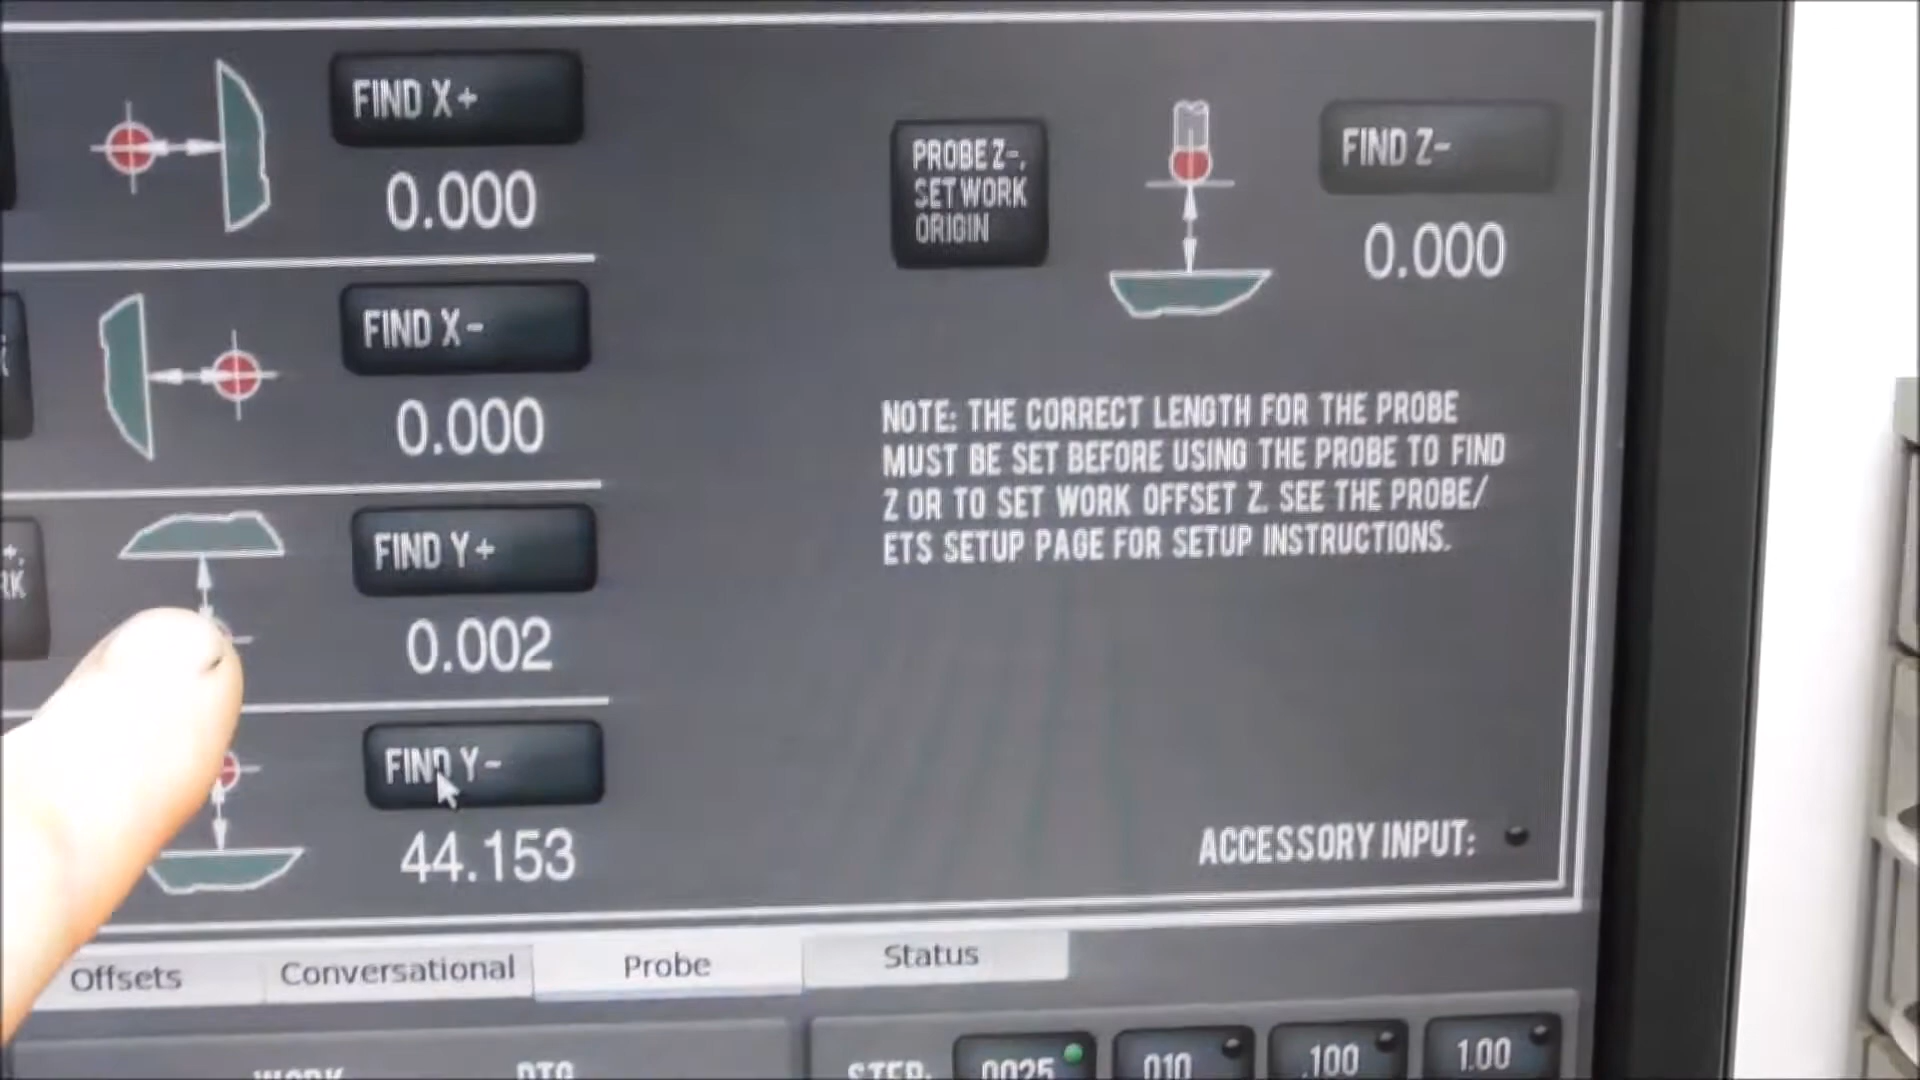 FIND X+
0.000
FIND X-
0.000
FIND Y+
0.002
FIND Y-
44.153
PROBE Z-,
SET WORK
ORIGIN
FIND Z-
0.000
NOTE: THE CORRECT LENGTH FOR THE PROBE
MUST BE SET BEFORE USING THE PROBE TO FIND
Z OR TO SET WORK OFFSET Z. SEE THE PROBE/
ETS SETUP PAGE FOR SETUP INSTRUCTIONS.
ACCESSORY INPUT:
Offsets Conversational Probe Status
WORK DTG STEP: .0025 .010 .100 1.00